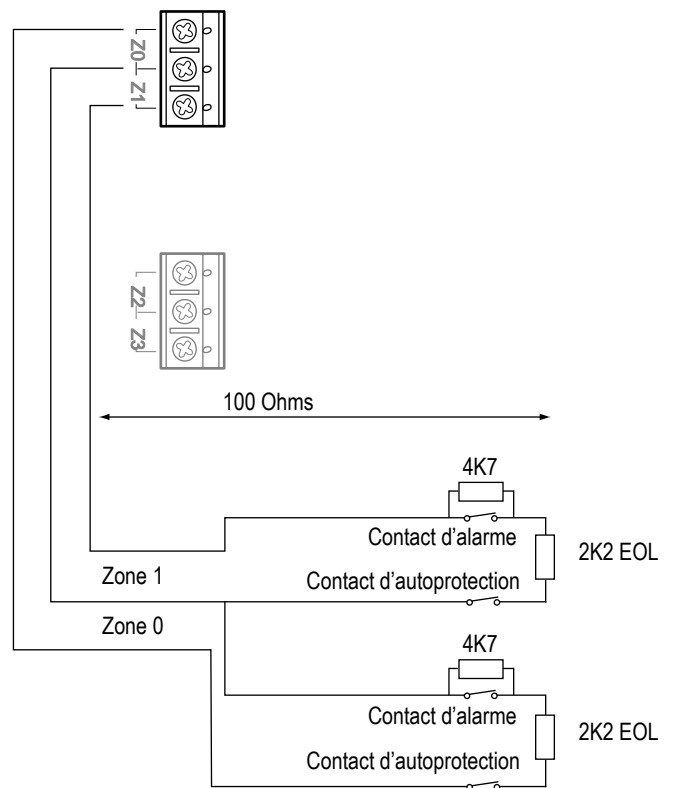 Z0
Z1
Z2
Z3
100 Ohms
4K7
Contact d'alarme
2K2 EOL
Zone 1
Contact d'autoprotection
Zone 0
4K7
Contact d'alarme
2K2 EOL
Contact d'autoprotection